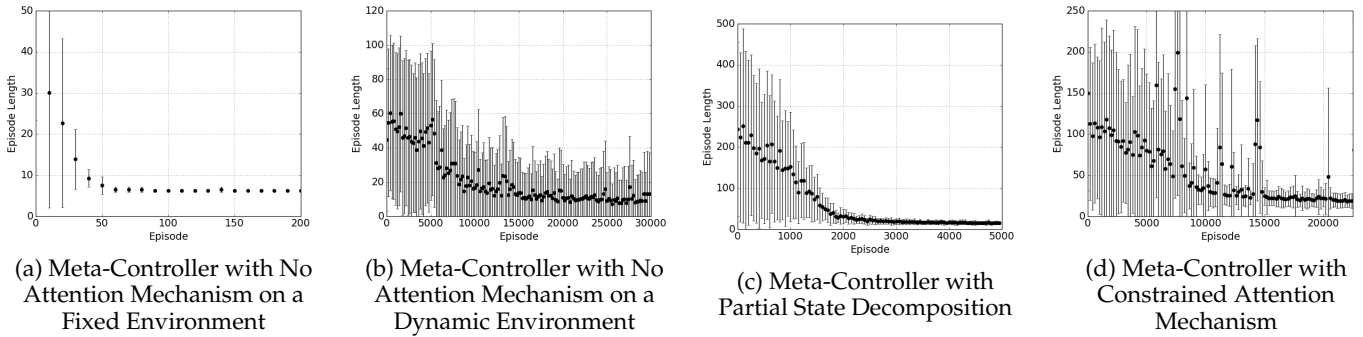 50
40
30
20
10
0
0 50 100 150 200
Episode Length
Episode
(a) Meta-Controller with No
Attention Mechanism on a
Fixed Environment
120
100
80
60
40
20
0
0 5000 10000 15000 20000 25000 30000
Episode Length
Episode
(b) Meta-Controller with No
Attention Mechanism on a
Dynamic Environment
500
400
300
200
100
0
0 1000 2000 3000 4000 5000
Episode Length
Episode
(c) Meta-Controller with
Partial State Decomposition
250
200
150
100
50
0
0 5000 10000 15000 20000
Episode Length
Episode
(d) Meta-Controller with
Constrained Attention
Mechanism